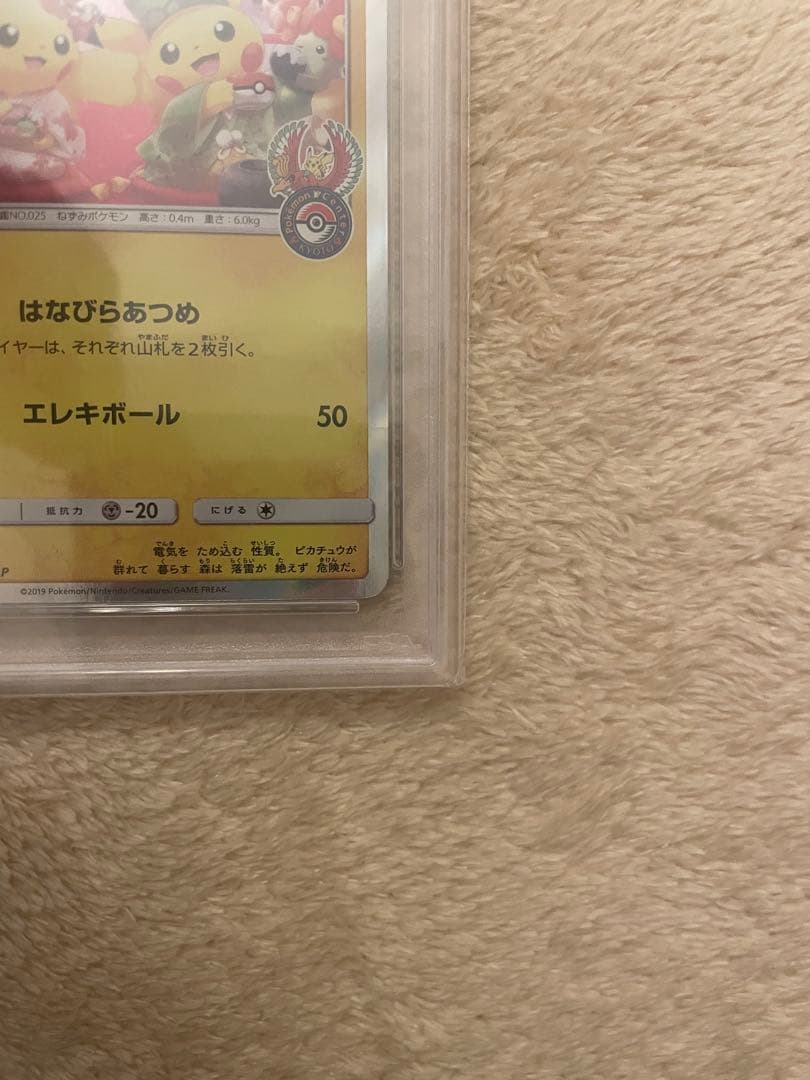 Pokémon Center
KYOTO
図鑑NO.025 ねずみポケモン 高さ:0.4m 重さ:6.0kg
はなびらあつめ
イヤーは、それぞれ山札を2枚引く。
エレキボール 50
抵抗力 -20 にげる
電気を ため込む 性質。 ピカチュウが
群れて 暮らす 森は 落雷が 絶えず 危険だ。
P
©2019 Pokémon/Nintendo/Creatures/GAME FREAK.